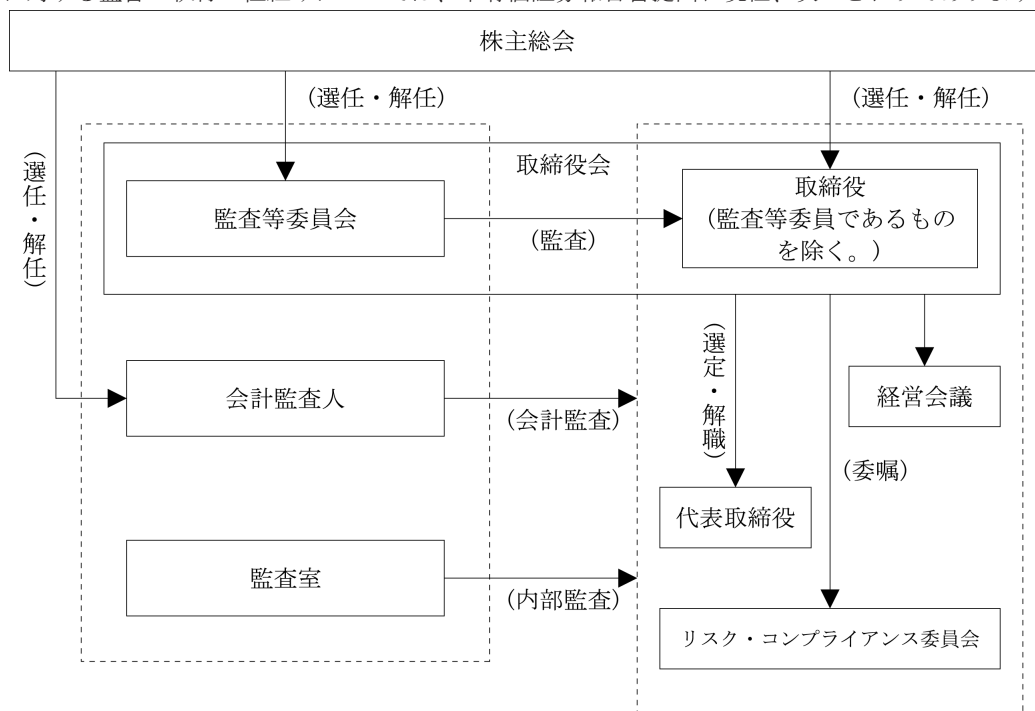 株主総会
(選任・解任)
(選任・解任)
(選任・解任)
取締役会
監査等委員会
(監査)
取締役
(監査等委員であるもの
を除く。)
会計監査人
(会計監査)
(選定・解職)
経営会議
(委嘱)
代表取締役
監査室
(内部監査)
リスク・コンプライアンス委員会